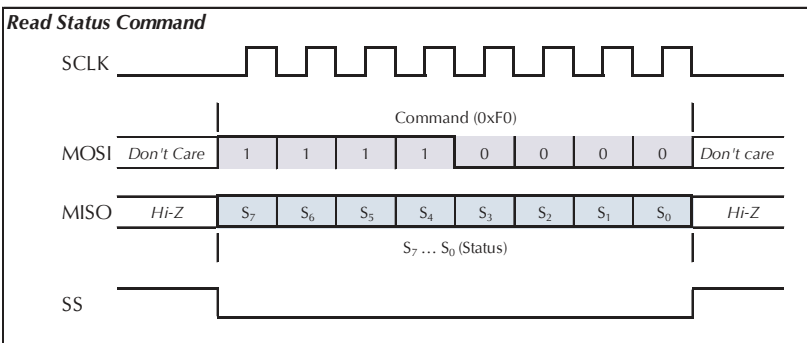 Read Status Command
SCLK
Command (0xF0)
MOSI Don't Care 1 1 1 1 0 0 0 0 Don't care
MISO Hi-Z S₇ S₆ S₅ S₄ S₃ S₂ S₁ S₀ Hi-Z
S₇ ... S₀ (Status)
SS